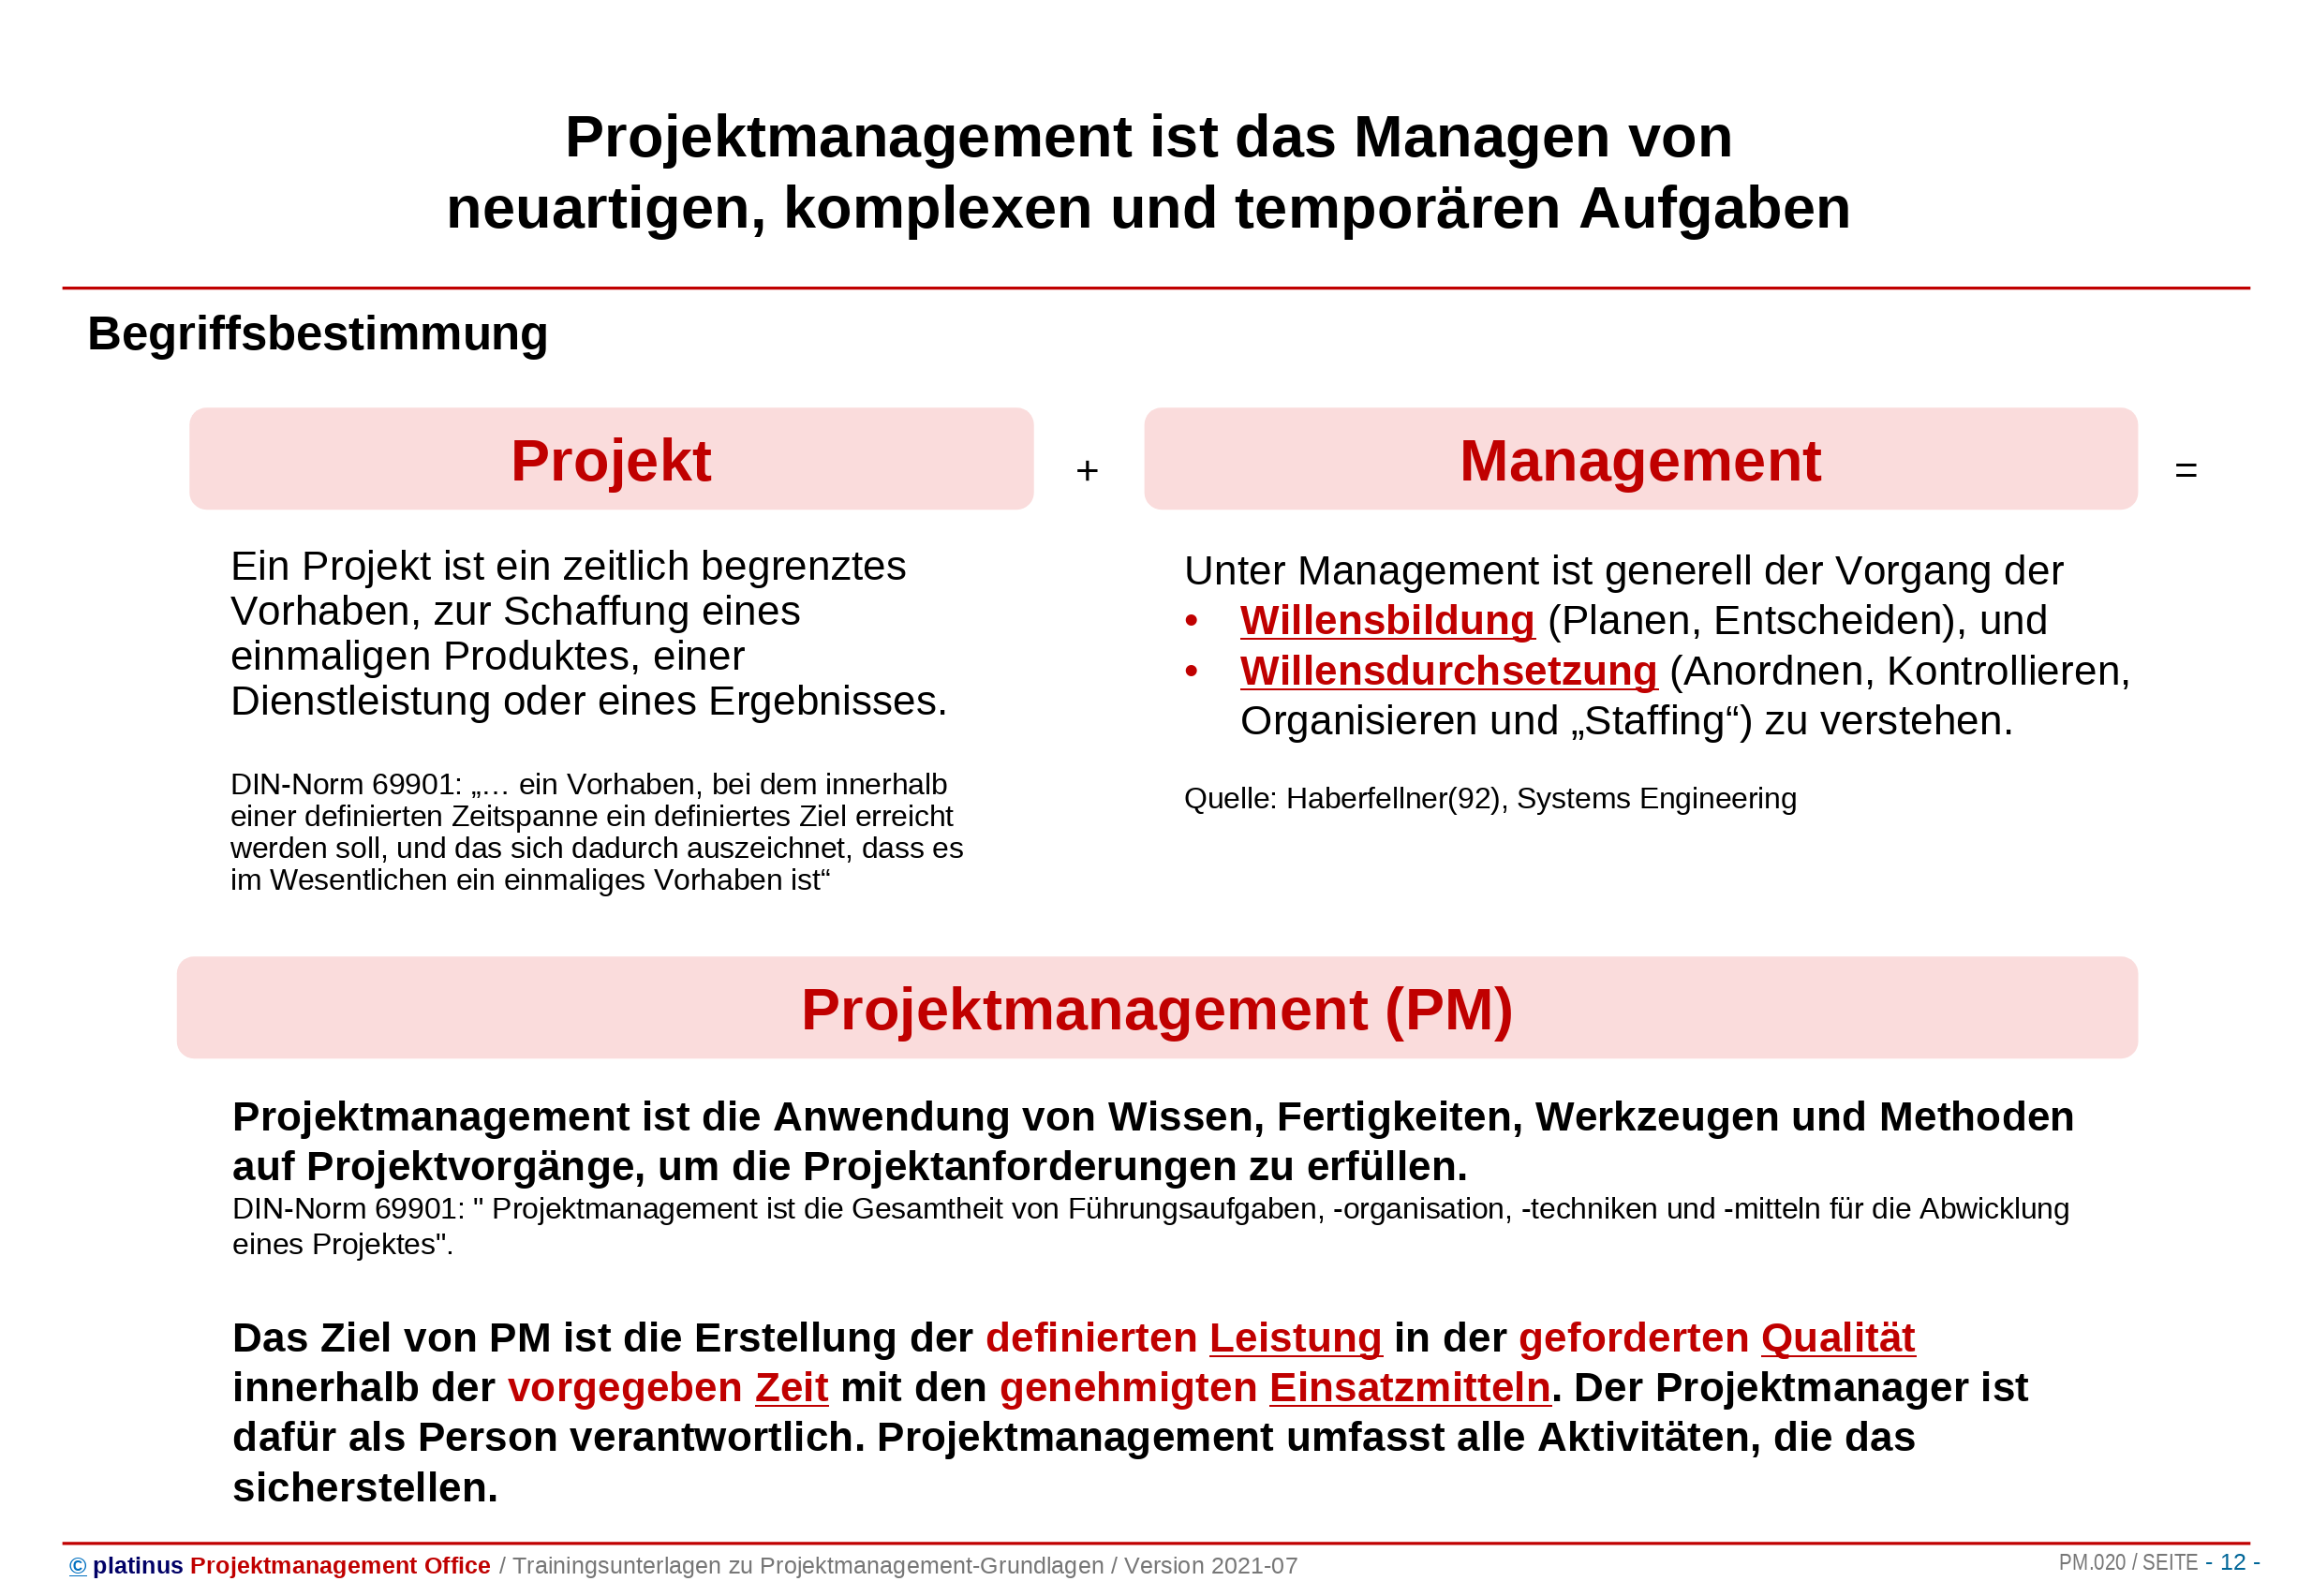 Projektmanagement ist das Managen von
neuartigen, komplexen und temporären Aufgaben
Begriffsbestimmung
Projekt
+
Management
=
Ein Projekt ist ein zeitlich begrenztes
Vorhaben, zur Schaffung eines
einmaligen Produktes, einer
Dienstleistung oder eines Ergebnisses.
DIN-Norm 69901: „… ein Vorhaben, bei dem innerhalb
einer definierten Zeitspanne ein definiertes Ziel erreicht
werden soll, und das sich dadurch auszeichnet, dass es
im Wesentlichen ein einmaliges Vorhaben ist“
Unter Management ist generell der Vorgang der
• Willensbildung (Planen, Entscheiden), und
• Willensdurchsetzung (Anordnen, Kontrollieren,
Organisieren und „Staffing“) zu verstehen.
Quelle: Haberfellner(92), Systems Engineering
Projektmanagement (PM)
Projektmanagement ist die Anwendung von Wissen, Fertigkeiten, Werkzeugen und Methoden
auf Projektvorgänge, um die Projektanforderungen zu erfüllen.
DIN-Norm 69901: " Projektmanagement ist die Gesamtheit von Führungsaufgaben, -organisation, -techniken und -mitteln für die Abwicklung
eines Projektes".
Das Ziel von PM ist die Erstellung der definierten Leistung in der geforderten Qualität
innerhalb der vorgegeben Zeit mit den genehmigten Einsatzmitteln. Der Projektmanager ist
dafür als Person verantwortlich. Projektmanagement umfasst alle Aktivitäten, die das
sicherstellen.
© platinus Projektmanagement Office / Trainingsunterlagen zu Projektmanagement-Grundlagen / Version 2021-07
PM.020 / SEITE - 12 -